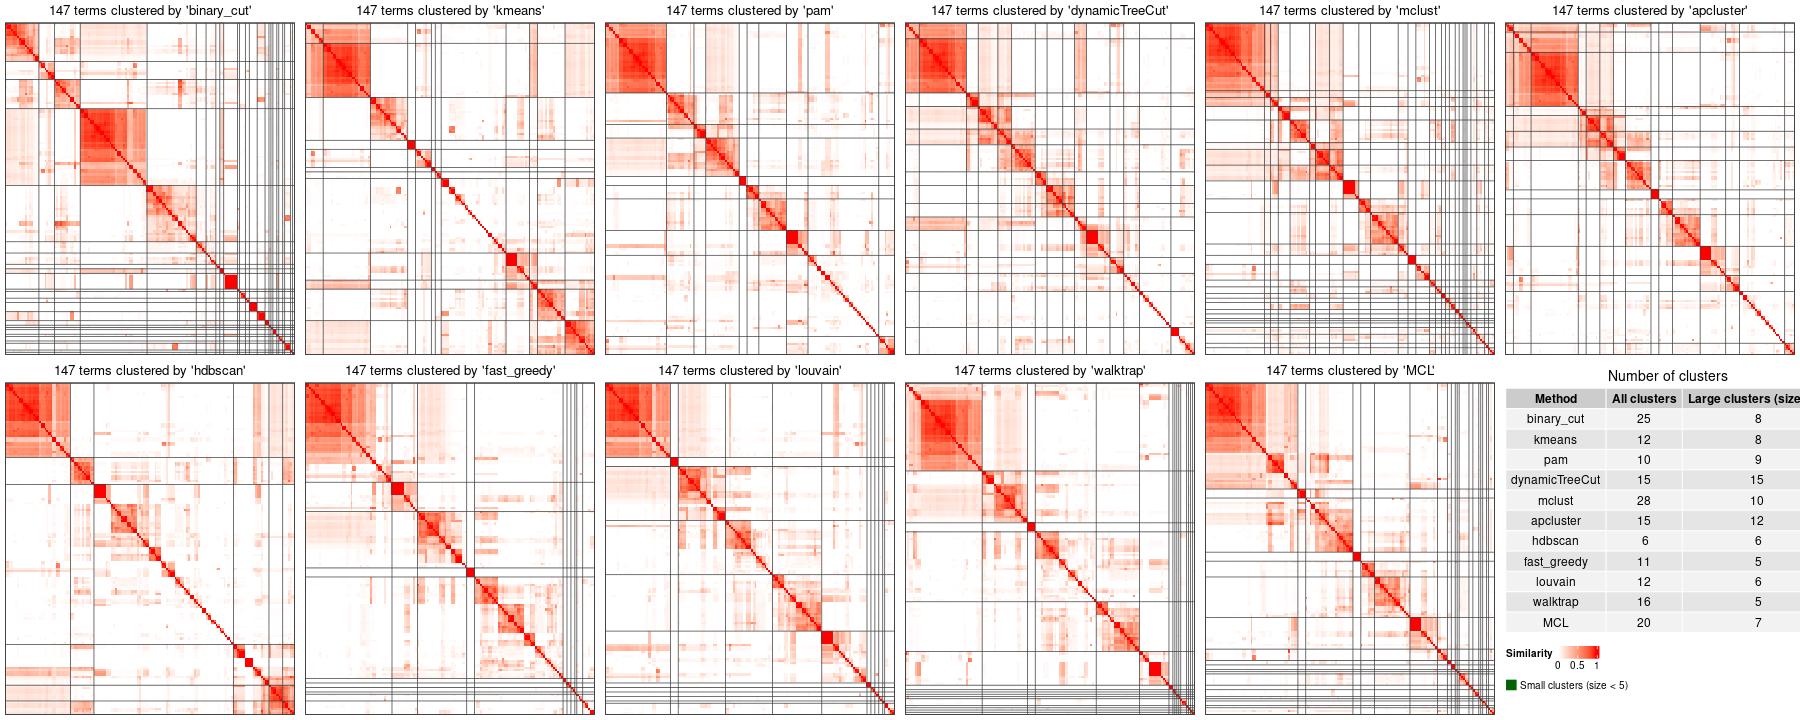 147 terms clustered by 'binary_cut'
147 terms clustered by 'kmeans'
147 terms clustered by 'pam'
147 terms clustered by 'dynamicTreeCut'
147 terms clustered by 'mclust'
147 terms clustered by 'apcluster'
147 terms clustered by 'hdbscan'
147 terms clustered by 'fast_greedy'
147 terms clustered by 'louvain'
147 terms clustered by 'walktrap'
147 terms clustered by 'MCL'
Number of clusters
Method All clusters Large clusters (size
binary_cut 25 8
kmeans 12 8
pam 10 9
dynamicTreeCut 15 15
mclust 28 10
apcluster 15 12
hdbscan 6 6
fast_greedy 11 5
louvain 12 6
walktrap 16 5
MCL 20 7
Similarity
0 0.5 1
Small clusters (size < 5)